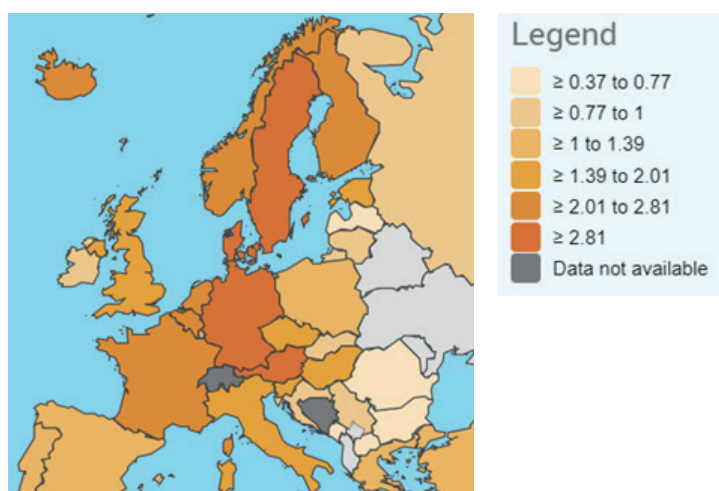 Legend
≥ 0.37 to 0.77
≥ 0.77 to 1
≥ 1 to 1.39
≥ 1.39 to 2.01
≥ 2.01 to 2.81
≥ 2.81
Data not available